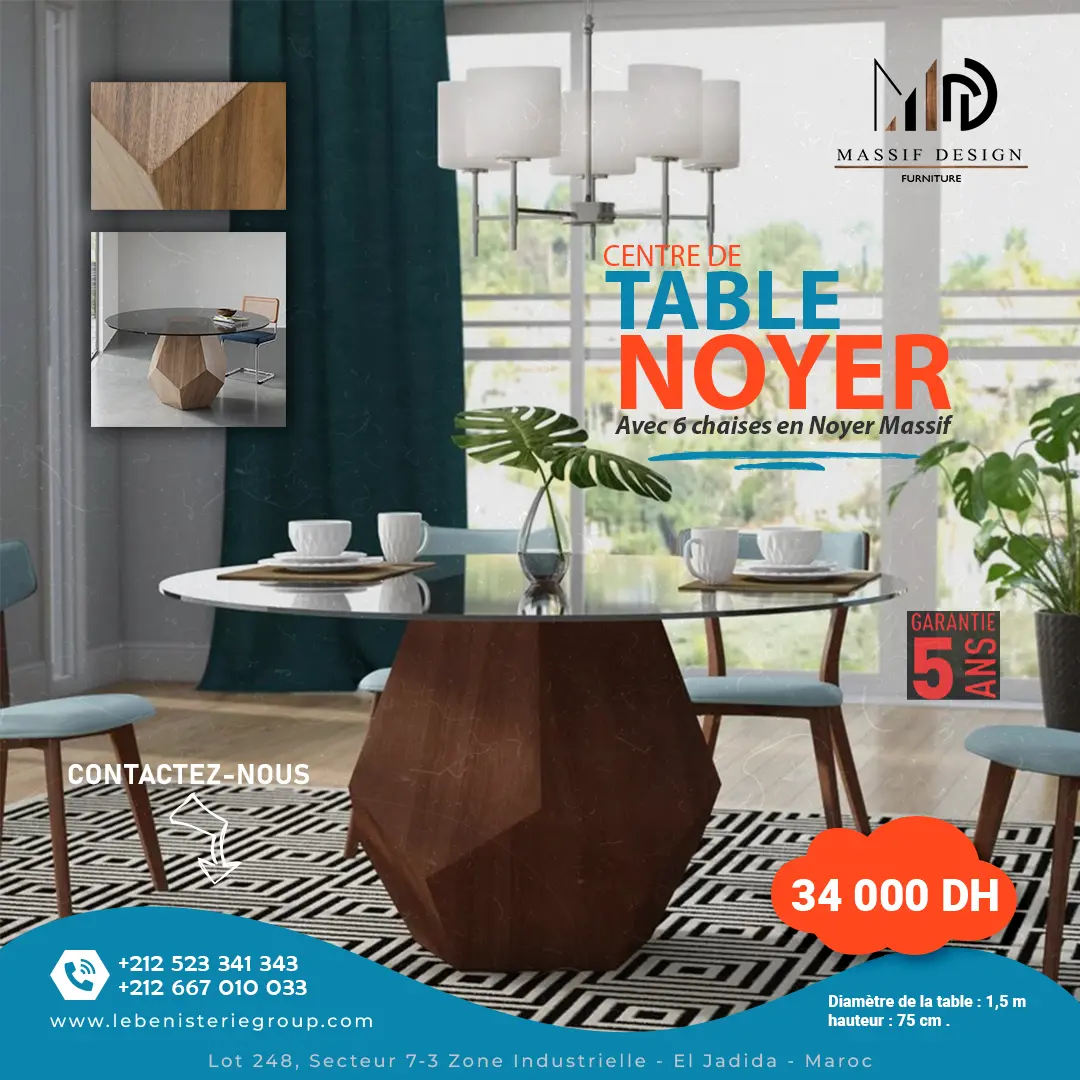 MASSIF DESIGN
FURNITURE
CENTRE DE
TABLE
NOYER
Avec 6 chaises en Noyer Massif
GARANTIE
5 ANS
CONTACTEZ-NOUS
34 000 DH
+212 523 341 343
+212 667 010 033
www.lebenisteriegroup.com
Diamètre de la table : 1,5 m
hauteur : 75 cm .
Lot 248, Secteur 7-3 Zone Industrielle - El Jadida - Maroc